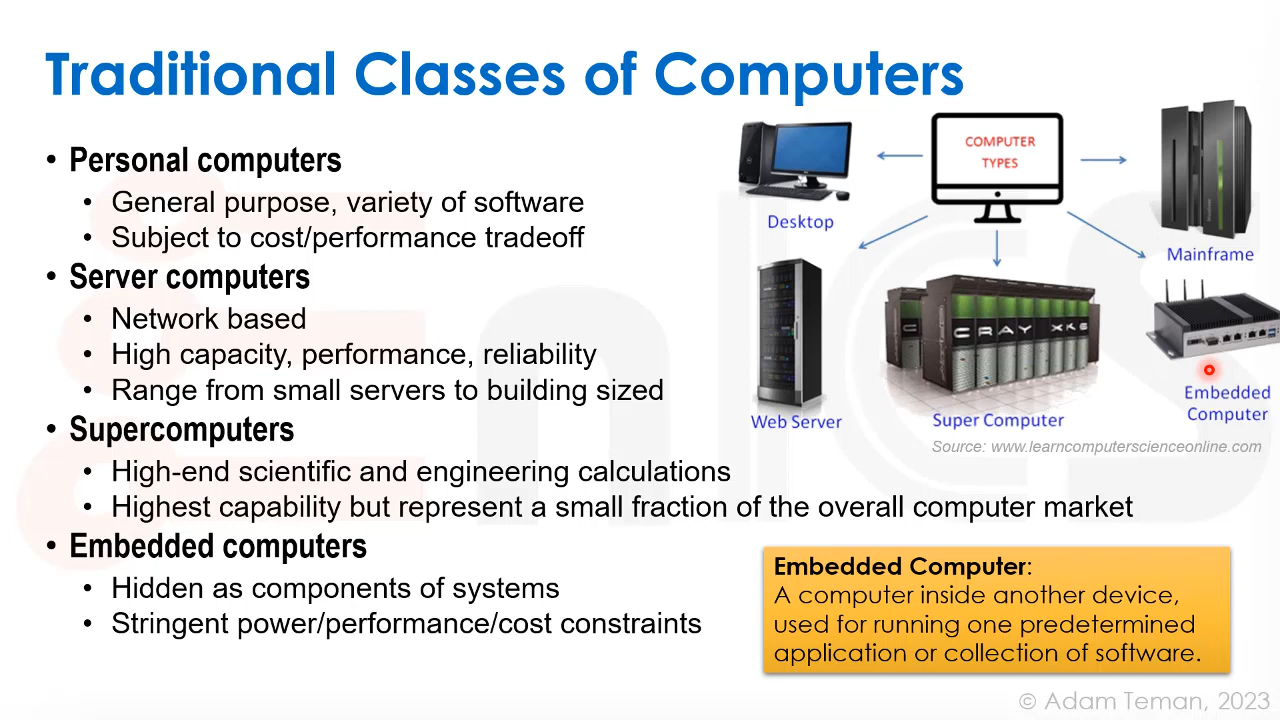 Traditional Classes of Computers
• Personal computers
• General purpose, variety of software
• Subject to cost/performance tradeoff
• Server computers
• Network based
• High capacity, performance, reliability
• Range from small servers to building sized
• Supercomputers
• High-end scientific and engineering calculations
• Highest capability but represent a small fraction of the overall computer market
• Embedded computers
• Hidden as components of systems
• Stringent power/performance/cost constraints
COMPUTER
TYPES
Desktop
Mainframe
Web Server
CRAY XK6
Super Computer
Embedded
Computer
Source: www.learncomputerscienceonline.com
Embedded Computer:
A computer inside another device,
used for running one predetermined
application or collection of software.
© Adam Teman, 2023
EnICS